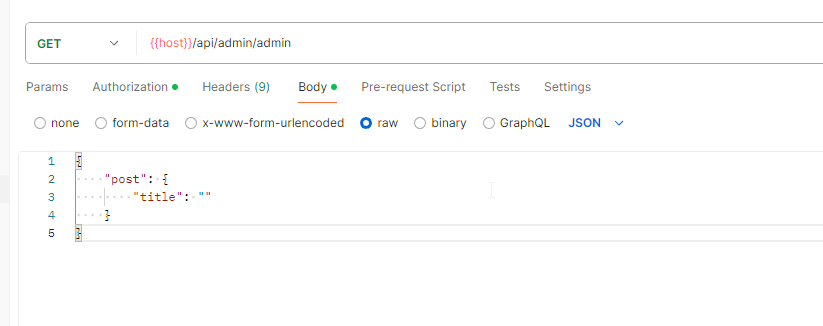 GET {{host}}/api/admin/admin
Params Authorization Headers (9) Body Pre-request Script Tests Settings
none form-data x-www-form-urlencoded raw binary GraphQL JSON
1 {
2 "post": {
3 "title": ""
4 }
5 }